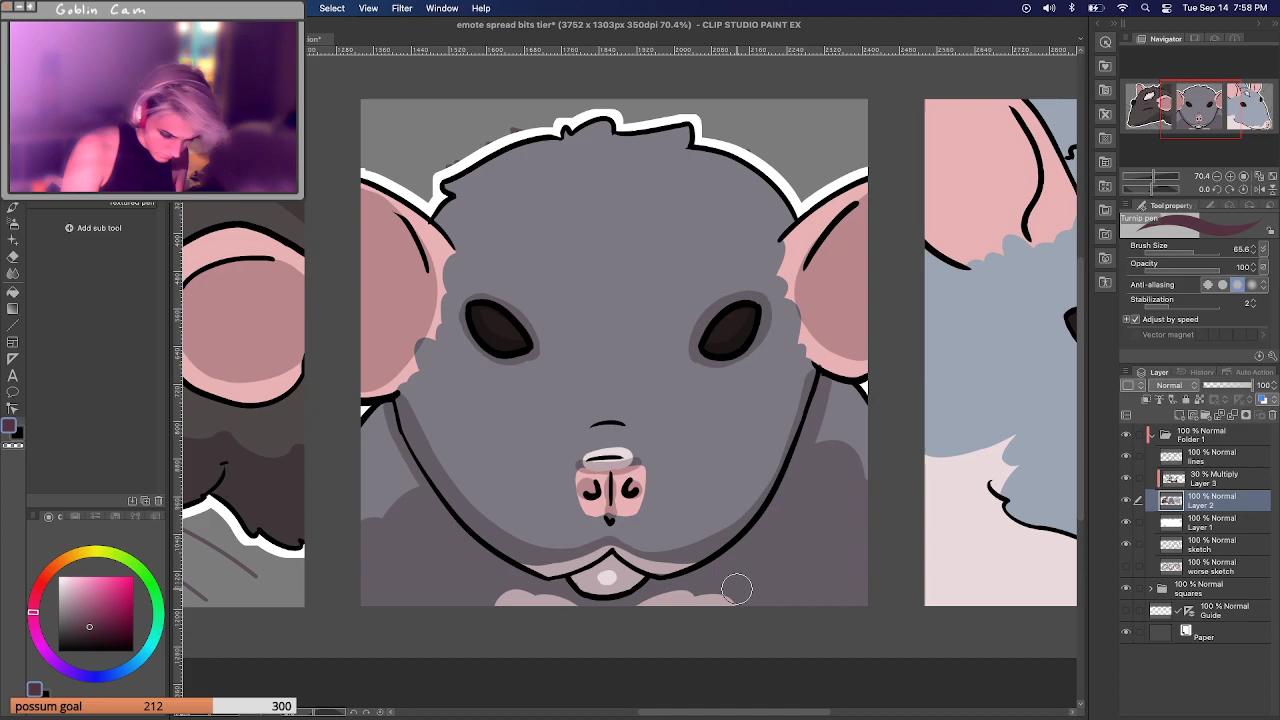 Goblin Cam
Select View Filter Window Help
Tue Sep 14 7:58 PM
emote spread bits tier* (3752 x 1303px 350dpi 70.4%) - CLIP STUDIO PAINT EX
Navigator
70.4
0.0
Tool property
Turnip pen
Brush Size 65.6
Opacity 100
Anti-aliasing
Stabilization 2
Adjust by speed
Vector magnet
Textured pen
Add sub tool
Layer History Auto Action
Normal 100
100 % Normal
Folder 1
100 % Normal
lines
30 % Multiply
Layer 3
100 % Normal
Layer 2
100 % Normal
Layer 1
100 % Normal
sketch
100 % Normal
worse sketch
100 % Normal
squares
100 % Normal
Guide
Paper
possum goal 212 300